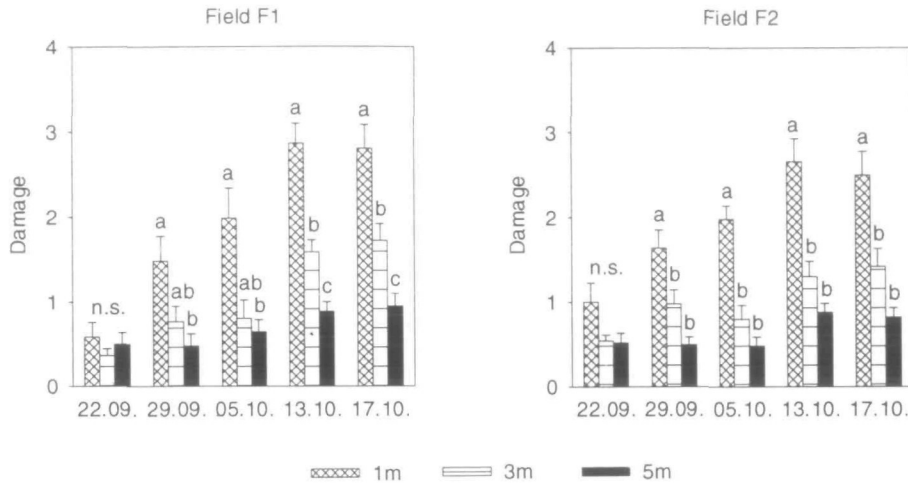 Field F1
4
3
2
1
0
Damage
n.s.
a
ab
b
a
ab
b
a
b
c
a
b
c
22.09. 29.09. 05.10. 13.10. 17.10.
Field F2
4
3
2
1
0
Damage
n.s.
a
b
b
a
b
b
a
b
b
a
b
b
22.09. 29.09. 05.10. 13.10. 17.10.
1m 3m 5m